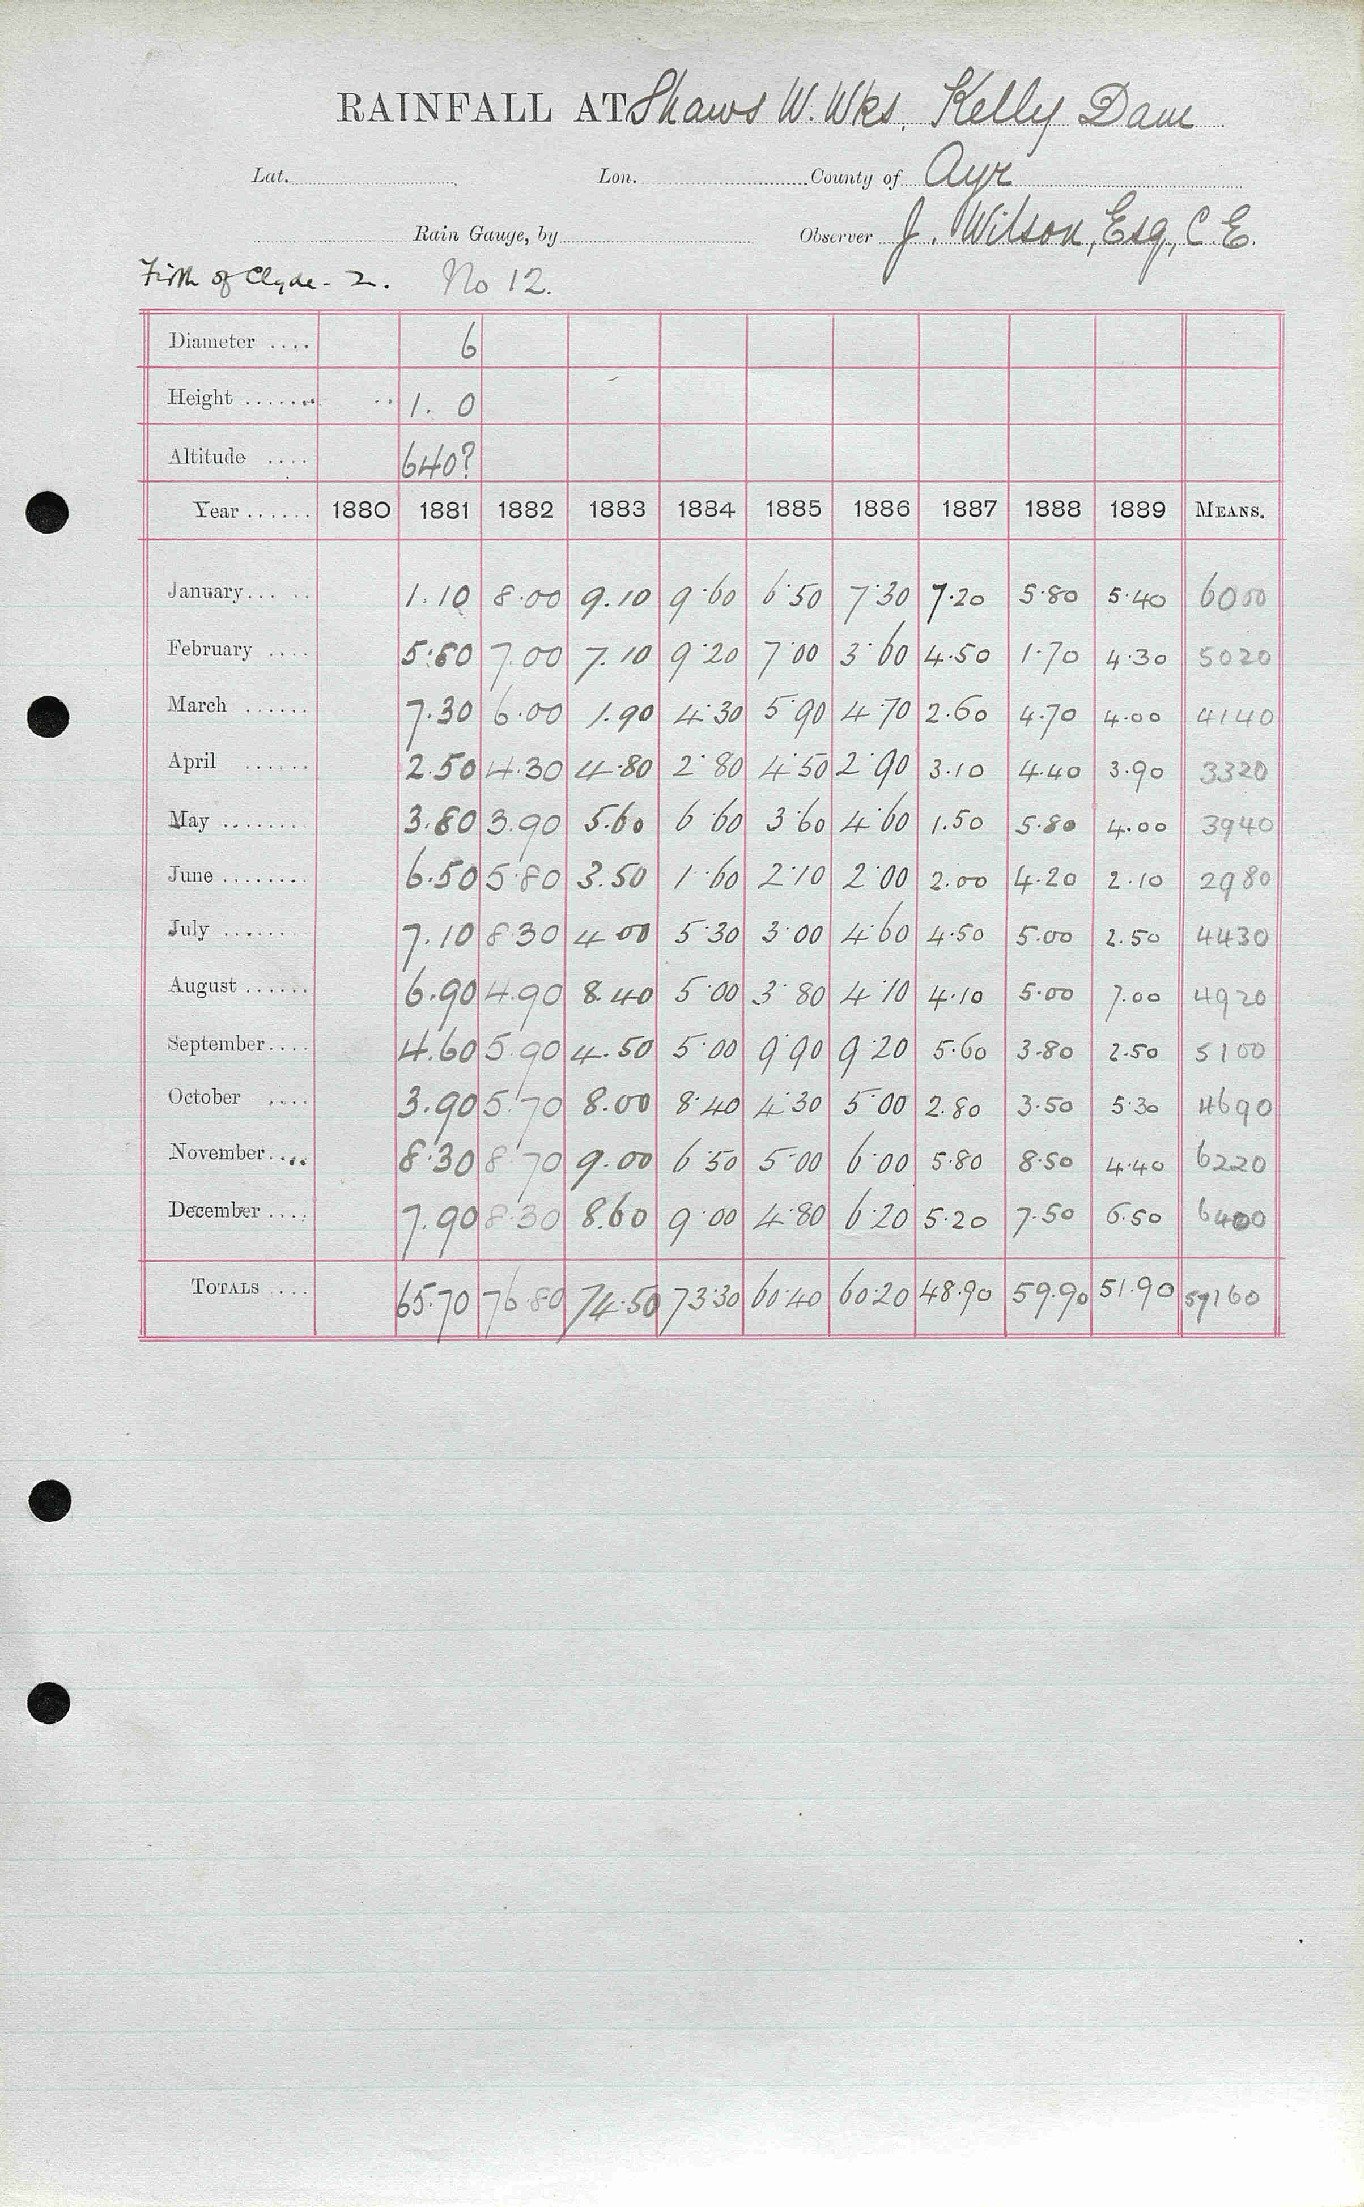 RAINFALL AT Shaws W. Wks, Kelly Dam
Lat. Lon. County of Ayr
Rain Gauge, by Observer J. Wilson, Esq, C.E.
Firth of Clyde - 2. No 12.
Diameter .... 6
Height ...... 1. 0
Altitude .... 640?
Year ...... 1880 1881 1882 1883 1884 1885 1886 1887 1888 1889 MEANS.
January ... .. 1.10 8.00 9.10 9.60 6.50 7.30 7.20 5.80 5.40 6000
February .... 5.80 7.00 7.10 9.20 7.00 3.60 4.50 1.70 4.30 5020
March ...... 7.30 6.00 1.90 4.30 5.90 4.70 2.60 4.70 4.00 4140
April ...... 2.50 4.30 4.80 2.80 4.50 2.90 3.10 4.40 3.90 3320
May ....... 3.80 3.90 5.60 6.60 3.60 4.60 1.50 5.80 4.00 3940
June ........ 6.50 5.80 3.50 1.60 2.10 2.00 2.00 4.20 2.10 2980
July ....... 7.10 8.30 4.00 5.30 3.00 4.60 4.50 5.00 2.50 4430
August ...... 6.90 4.90 8.40 5.00 3.80 4.10 4.10 5.00 7.00 4920
September.... 4.60 5.90 4.50 5.00 9.90 9.20 5.60 3.80 2.50 5100
October .... 3.90 5.70 8.00 8.40 4.30 5.00 2.80 3.50 5.30 4690
November.... 8.30 8.70 9.00 6.50 5.00 6.00 5.80 8.50 4.40 6220
December .... 7.90 8.30 8.60 9.00 4.80 6.20 5.20 7.50 6.50 6400
TOTALS .... 65.70 76.80 74.50 73.30 60.40 60.20 48.90 59.90 51.90 57160